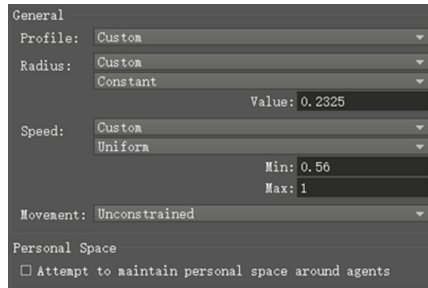 General
Profile: Custom
Radius: Custom
Constant
Value: 0.2325
Speed: Custom
Uniform
Min: 0.56
Max: 1
Movement: Unconstrained
Personal Space
Attempt to maintain personal space around agents